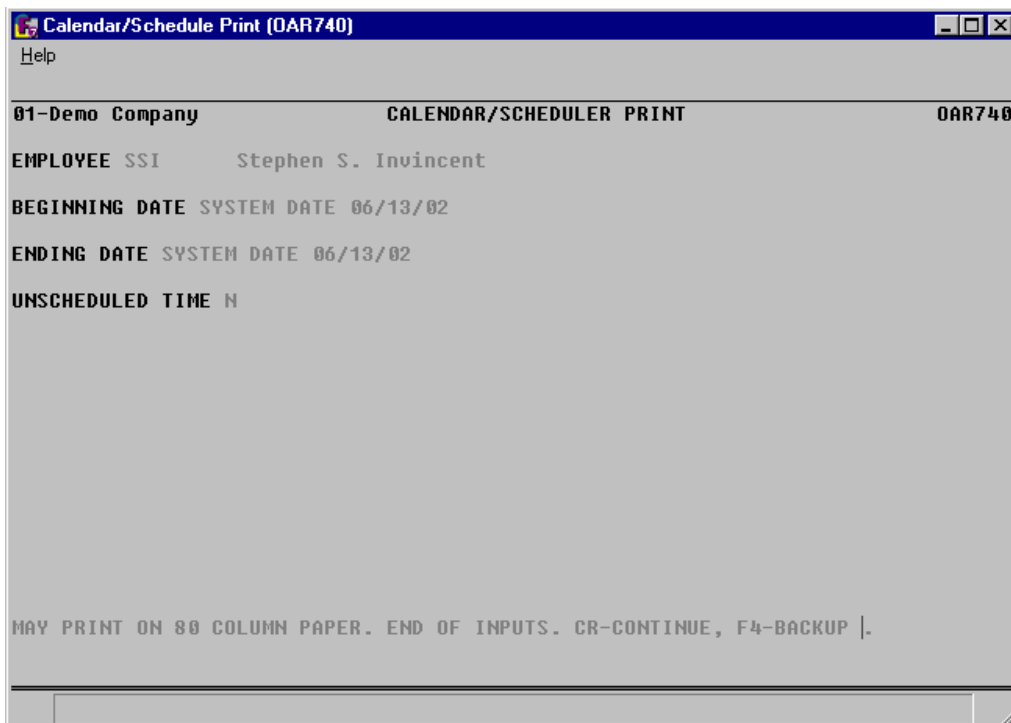 Calendar/Schedule Print (OAR740)
Help
01-Demo Company CALENDAR/SCHEDULER PRINT OAR740
EMPLOYEE SSI Stephen S. Invincent
BEGINNING DATE SYSTEM DATE 06/13/02
ENDING DATE SYSTEM DATE 06/13/02
UNSCHEDULED TIME N
MAY PRINT ON 80 COLUMN PAPER. END OF INPUTS. CR-CONTINUE, F4-BACKUP .